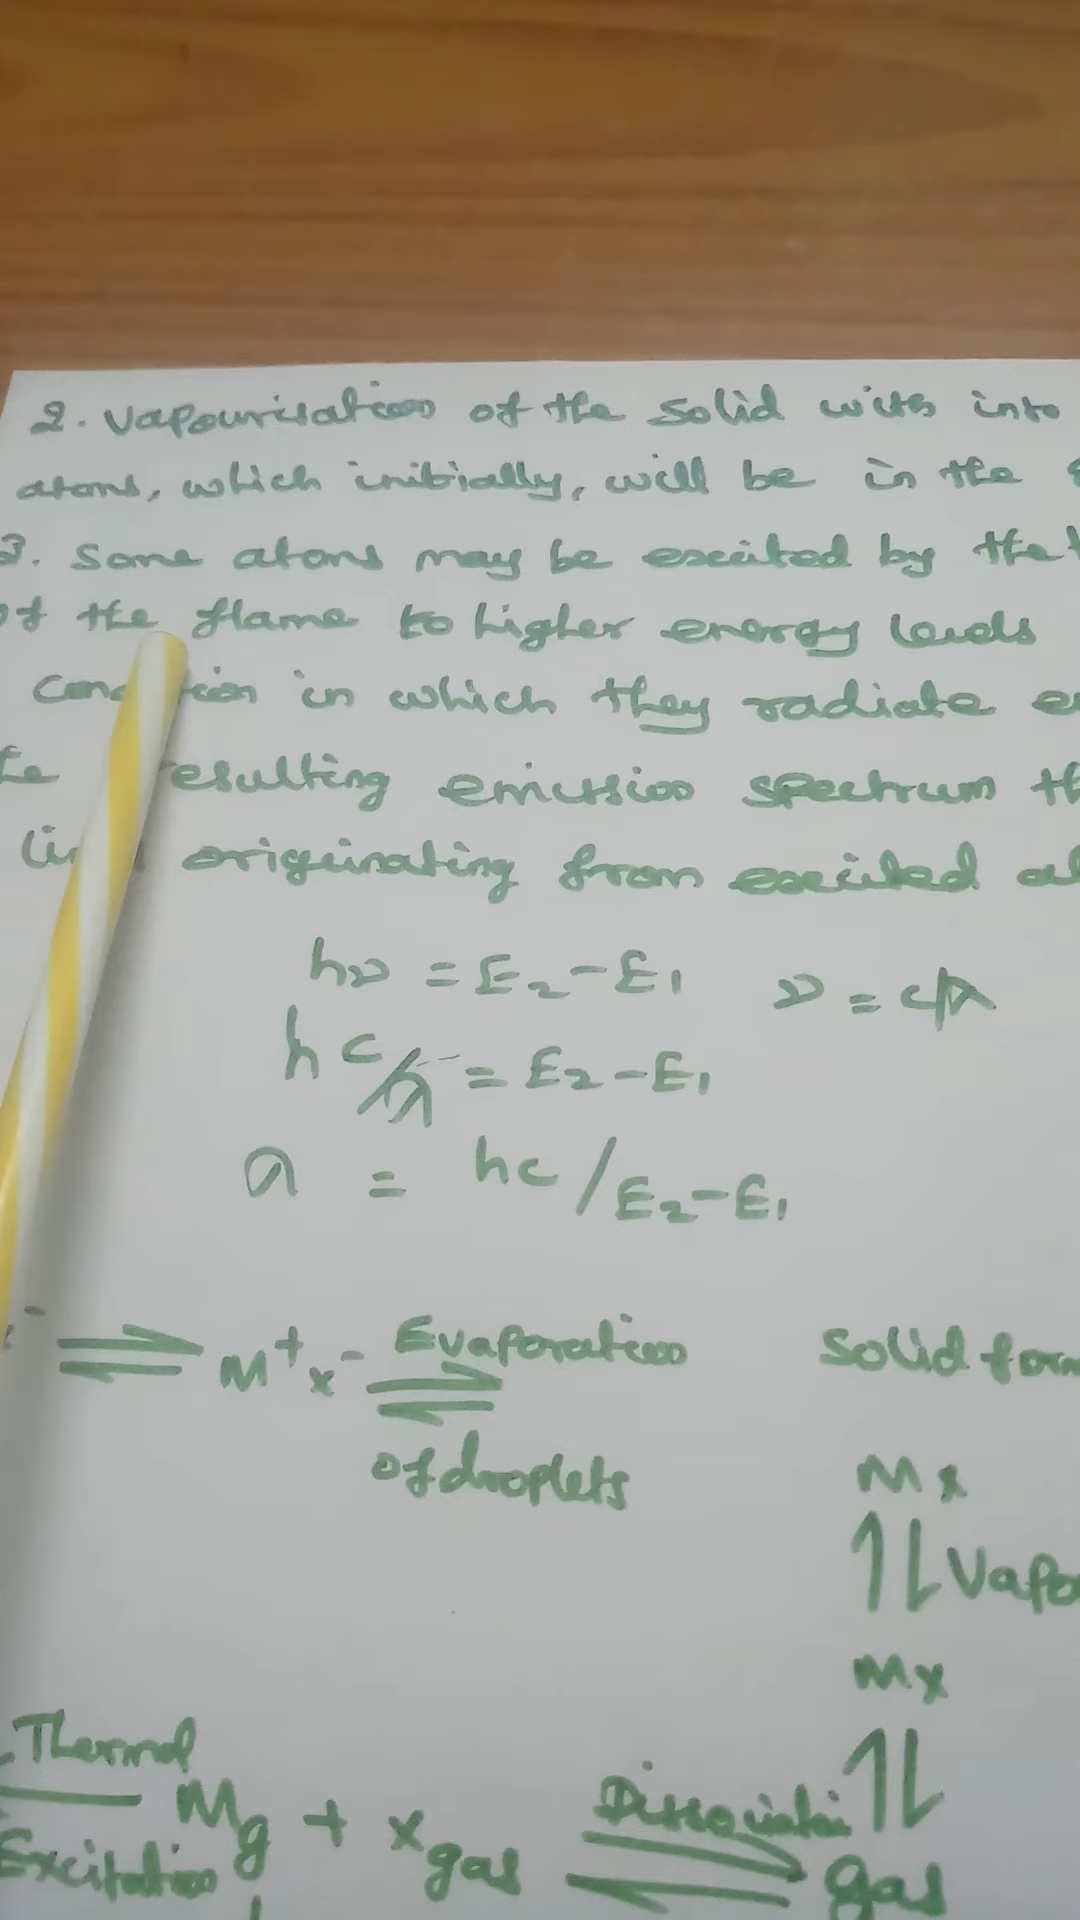 2. Vapourisation of the solid with into
atoms, which initially, will be in the
3. Some atoms may be excited by the
of the flame to higher energy levels
in which they radiate
resulting emission spectrum
originating from excited
hν = E₂-E₁ ν = c/λ
hc/λ = E₂-E₁
λ = hc/E₂-E₁
⇌ M⁺x⁻ Evaporation ⇌ Solid form
of droplets
Mx
⇅ Vapo
Mx
Thermal
Mg + xgas Dissociation ⇌ ⇅
Excitation gas